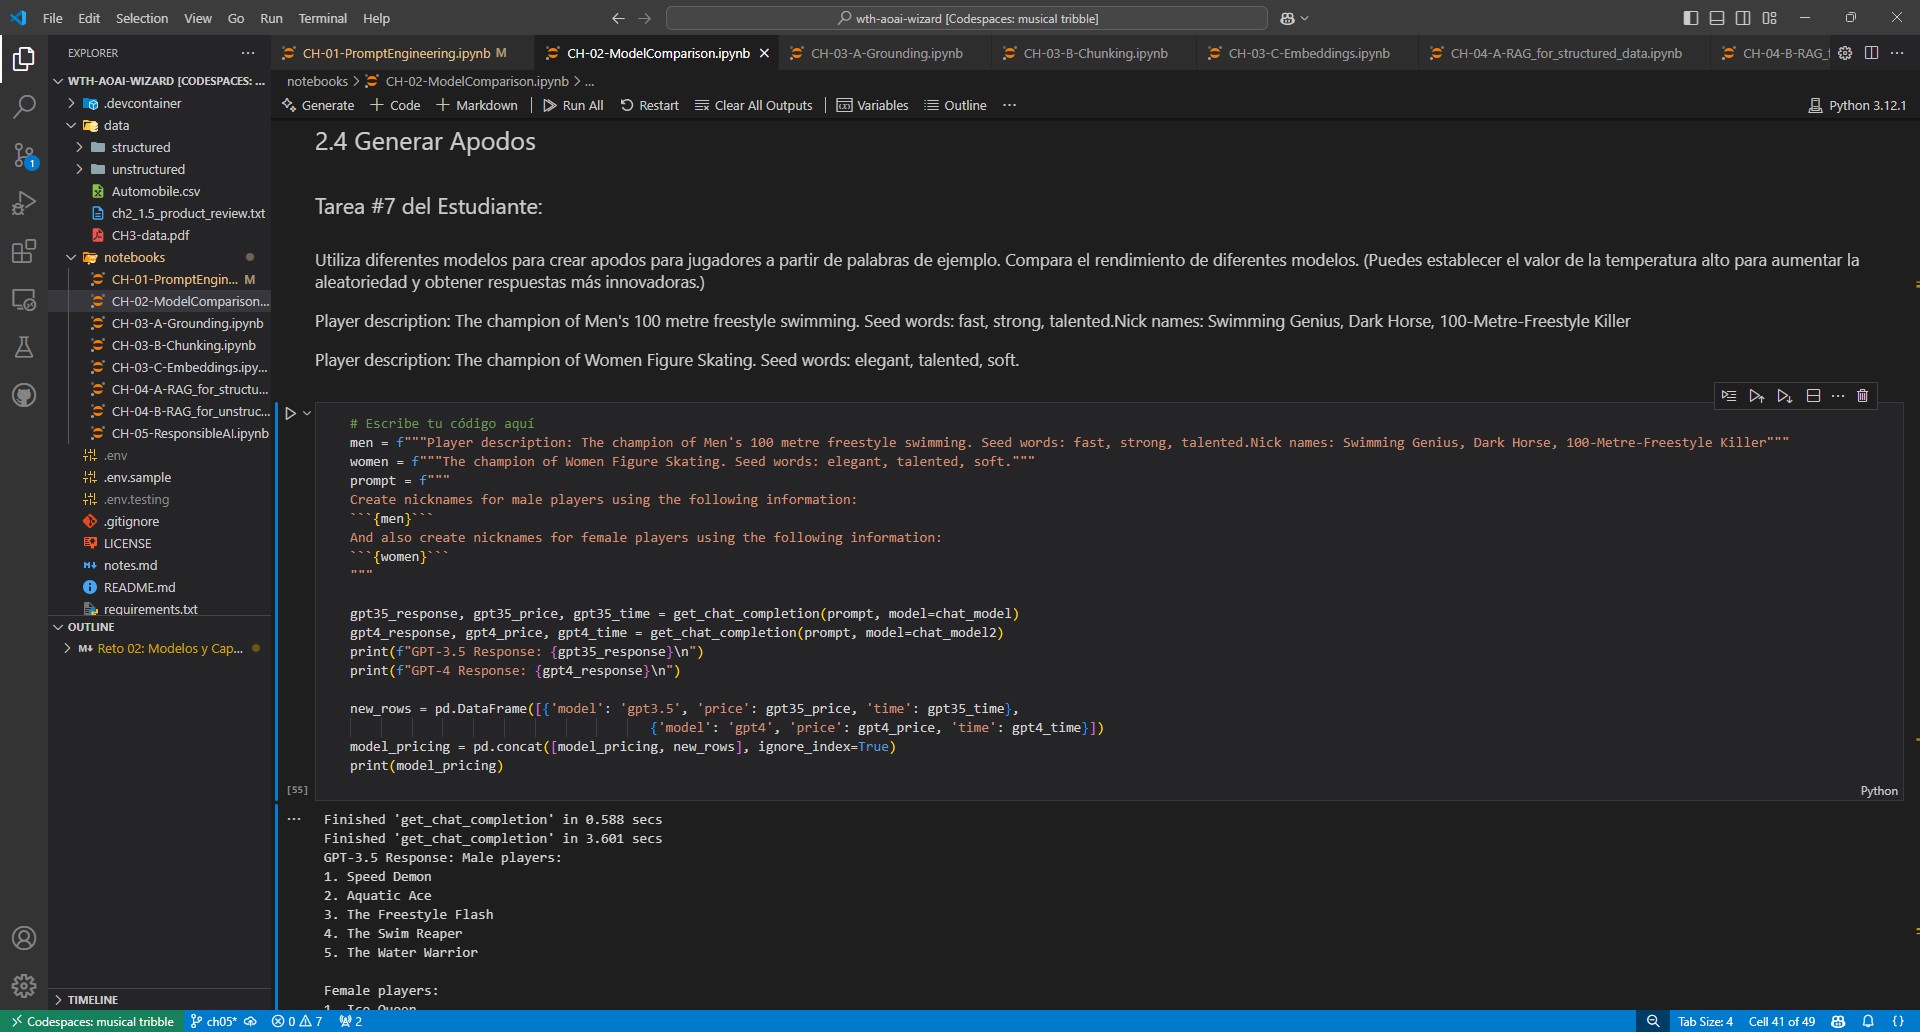 File Edit Selection View Go Run Terminal Help
wth-aoai-wizard [Codespaces: musical tribble]
EXPLORER
WTH-AOAI-WIZARD [CODESPACES: ...
.devcontainer
data
structured
unstructured
Automobile.csv
ch2_1.5_product_review.txt
CH3-data.pdf
notebooks
CH-01-PromptEngin... M
CH-02-ModelComparison...
CH-03-A-Grounding.ipynb
CH-03-B-Chunking.ipynb
CH-03-C-Embeddings.ipy...
CH-04-A-RAG_for_structu...
CH-04-B-RAG_for_unstruc...
CH-05-ResponsibleAI.ipynb
.env
.env.sample
.env.testing
.gitignore
LICENSE
notes.md
README.md
requirements.txt
OUTLINE
Reto 02: Modelos y Cap...
TIMELINE
CH-01-PromptEngineering.ipynb M
CH-02-ModelComparison.ipynb
CH-03-A-Grounding.ipynb
CH-03-B-Chunking.ipynb
CH-03-C-Embeddings.ipynb
CH-04-A-RAG_for_structured_data.ipynb
CH-04-B-RAG_f
notebooks > CH-02-ModelComparison.ipynb > ...
Generate + Code + Markdown Run All Restart Clear All Outputs Variables Outline ...
Python 3.12.1
2.4 Generar Apodos
Tarea #7 del Estudiante:
Utiliza diferentes modelos para crear apodos para jugadores a partir de palabras de ejemplo. Compara el rendimiento de diferentes modelos. (Puedes establecer el valor de la temperatura alto para aumentar la
aleatoriedad y obtener respuestas más innovadoras.)
Player description: The champion of Men's 100 metre freestyle swimming. Seed words: fast, strong, talented.Nick names: Swimming Genius, Dark Horse, 100-Metre-Freestyle Killer
Player description: The champion of Women Figure Skating. Seed words: elegant, talented, soft.
# Escribe tu código aquí
men = f"""Player description: The champion of Men's 100 metre freestyle swimming. Seed words: fast, strong, talented.Nick names: Swimming Genius, Dark Horse, 100-Metre-Freestyle Killer"""
women = f"""The champion of Women Figure Skating. Seed words: elegant, talented, soft."""
prompt = f"""
Create nicknames for male players using the following information:
```{men}```
And also create nicknames for female players using the following information:
```{women}```
"""
gpt35_response, gpt35_price, gpt35_time = get_chat_completion(prompt, model=chat_model)
gpt4_response, gpt4_price, gpt4_time = get_chat_completion(prompt, model=chat_model2)
print(f"GPT-3.5 Response: {gpt35_response}\n")
print(f"GPT-4 Response: {gpt4_response}\n")
new_rows = pd.DataFrame([{'model': 'gpt3.5', 'price': gpt35_price, 'time': gpt35_time},
{'model': 'gpt4', 'price': gpt4_price, 'time': gpt4_time}])
model_pricing = pd.concat([model_pricing, new_rows], ignore_index=True)
print(model_pricing)
[55]
Python
Finished 'get_chat_completion' in 0.588 secs
Finished 'get_chat_completion' in 3.601 secs
GPT-3.5 Response: Male players:
1. Speed Demon
2. Aquatic Ace
3. The Freestyle Flash
4. The Swim Reaper
5. The Water Warrior
Female players:
1. Ice Queen
Codespaces: musical tribble ch05* 0 7 2
Tab Size: 4 Cell 41 of 49